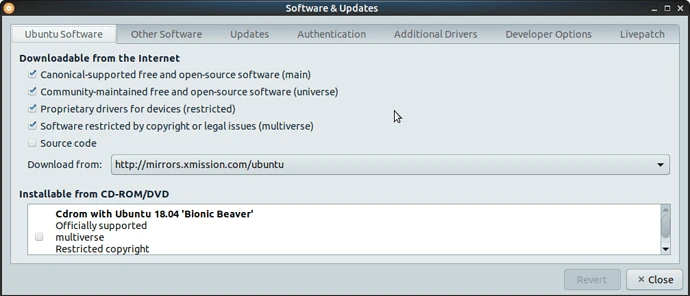 Software & Updates
Ubuntu Software Other Software Updates Authentication Additional Drivers Developer Options Livepatch
Downloadable from the Internet
Canonical-supported free and open-source software (main)
Community-maintained free and open-source software (universe)
Proprietary drivers for devices (restricted)
Software restricted by copyright or legal issues (multiverse)
Source code
Download from: http://mirrors.xmission.com/ubuntu
Installable from CD-ROM/DVD
Cdrom with Ubuntu 18.04 'Bionic Beaver'
Officially supported
multiverse
Restricted copyright
Revert Close